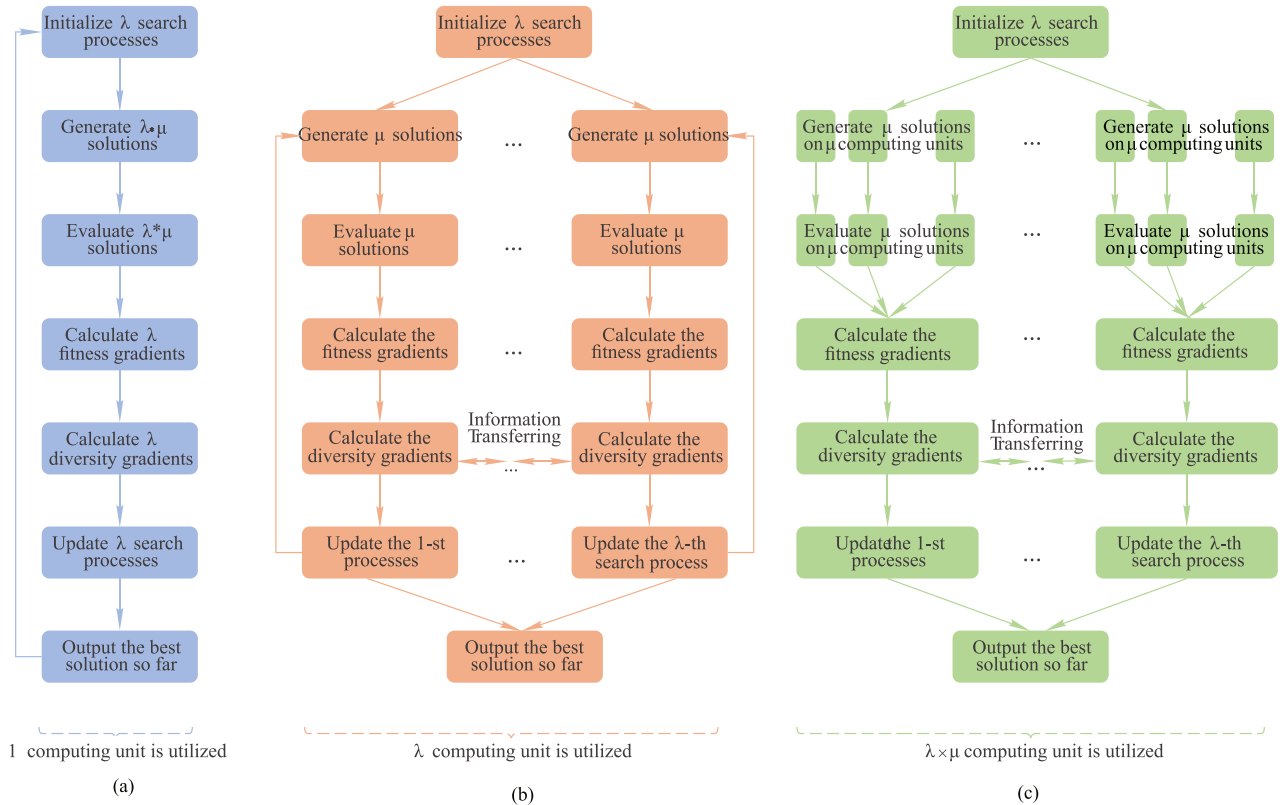 Initialize λ search
processes
Generate λ•μ
solutions
Evaluate λ*μ
solutions
Calculate λ
fitness gradients
Calculate λ
diversity gradients
Update λ search
processes
Output the best
solution so far
1 computing unit is utilized
(a)
Initialize λ search
processes
Generate μ solutions
...
Generate μ solutions
Evaluate μ
solutions
...
Evaluate μ
solutions
Calculate the
fitness gradients
...
Calculate the
fitness gradients
Calculate the
diversity gradients
Information
Transferring
...
Calculate the
diversity gradients
Update the 1-st
processes
...
Update the λ-th
search process
Output the best
solution so far
λ computing unit is utilized
(b)
Initialize λ search
processes
Generate μ solutions
on μ computing units
...
Generate μ solutions
on μ computing units
Evaluate μ solutions
on μ computing units
...
Evaluate μ solutions
on μ computing units
Calculate the
fitness gradients
...
Calculate the
fitness gradients
Calculate the
diversity gradients
Information
Transferring
...
Calculate the
diversity gradients
Update the 1-st
processes
...
Update the λ-th
search process
Output the best
solution so far
λ×μ computing unit is utilized
(c)